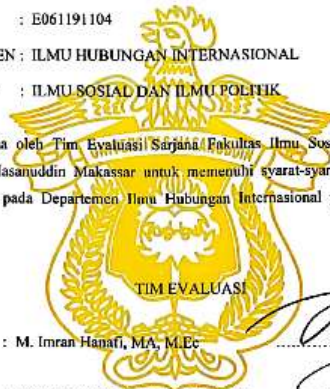 : E061191104
EN : ILMU HUBUNGAN INTERNASIONAL
: ILMU SOSIAL DAN ILMU POLITIK
a oleh Tim Evaluasi Sarjana Fakultas Ilmu Sos
Hasanuddin Makassar untuk memenuhi syarat-syar
pada Departemen Ilmu Hubungan Internasional
TIM EVALUASI
: M. Imran Hanafi, MA, M.Ec